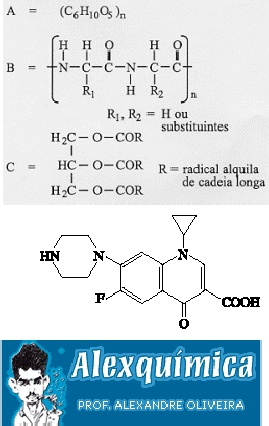 A = (C₆H₁₀O₅)ₙ
H H O H O
B = [ –N–C–C–N–C–C– ]ₙ
R₁ H R₂
R₁, R₂ = H ou
substituintes
H₂C – O – COR
C = HC – O – COR R = radical alquila
de cadeia longa
H₂C – O – COR
N
HN N
F COOH
O
Alexquímica
PROF. ALEXANDRE OLIVEIRA